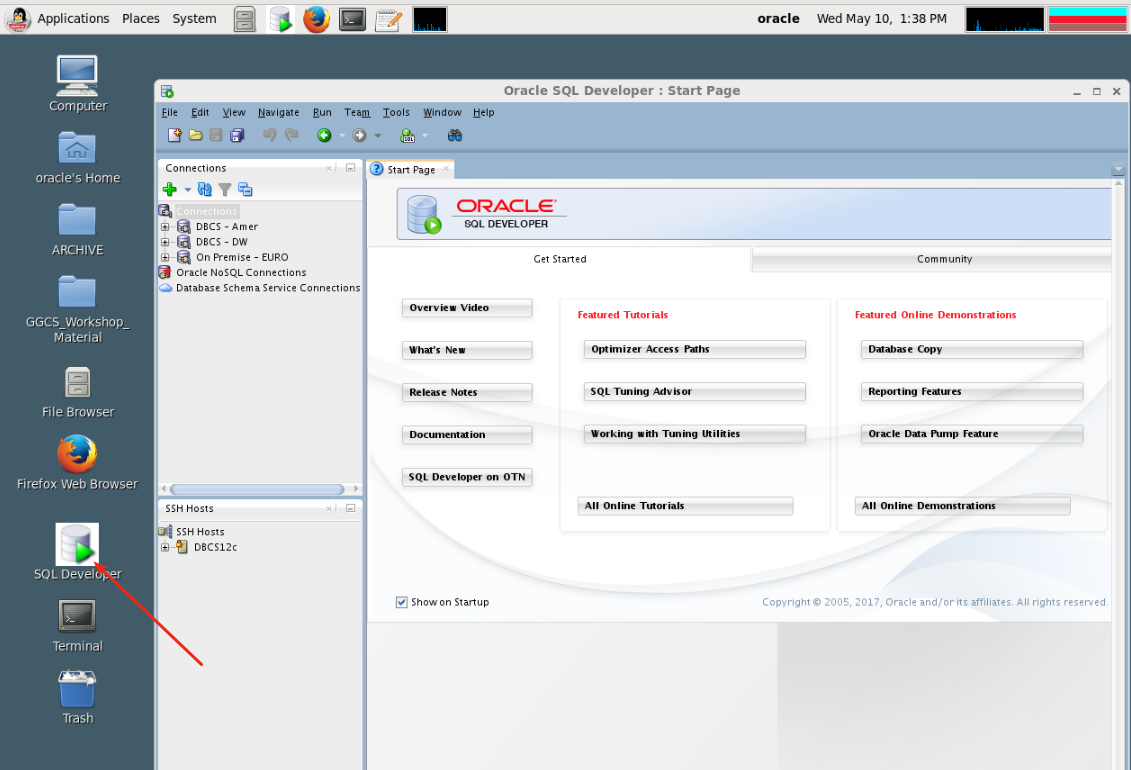 Applications Places System
oracle Wed May 10, 1:38 PM
Computer
oracle's Home
ARCHIVE
GGCS_Workshop_
Material
File Browser
Firefox Web Browser
SQL Developer
Terminal
Trash
Oracle SQL Developer : Start Page
File Edit View Navigate Run Team Tools Window Help
Connections
Connections
DBCS - Amer
DBCS - DW
On Premise - EURO
Oracle NoSQL Connections
Database Schema Service Connections
SSH Hosts
SSH Hosts
DBCS12c
Start Page
ORACLE
SQL DEVELOPER
Get Started
Community
Overview Video
What's New
Release Notes
Documentation
SQL Developer on OTN
Featured Tutorials
Optimizer Access Paths
SQL Tuning Advisor
Working with Tuning Utilities
All Online Tutorials
Featured Online Demonstrations
Database Copy
Reporting Features
Oracle Data Pump Feature
All Online Demonstrations
Show on Startup
Copyright © 2005, 2017, Oracle and/or its affiliates. All rights reserved.